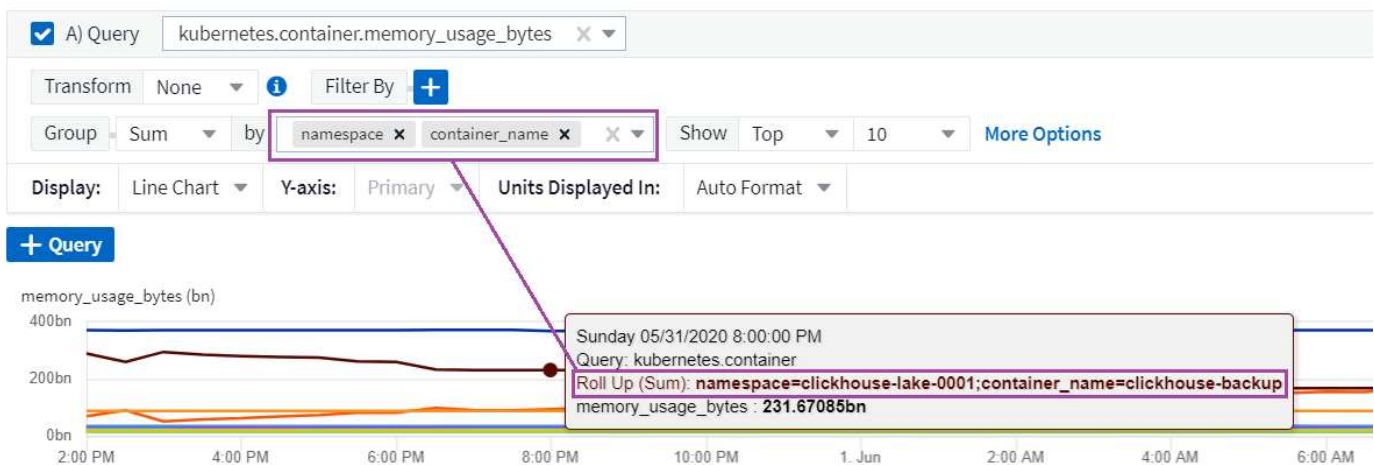 A) Query kubernetes.container.memory_usage_bytes
Transform None Filter By +
Group Sum by namespace x container_name x Show Top 10 More Options
Display: Line Chart Y-axis: Primary Units Displayed In: Auto Format
+ Query
memory_usage_bytes (bn)
400bn
200bn
0bn
Sunday 05/31/2020 8:00:00 PM
Query: kubernetes.container
Roll Up (Sum): namespace=clickhouse-lake-0001;container_name=clickhouse-backup
memory_usage_bytes : 231.67085bn
2:00 PM 4:00 PM 6:00 PM 8:00 PM 10:00 PM 1. Jun 2:00 AM 4:00 AM 6:00 AM